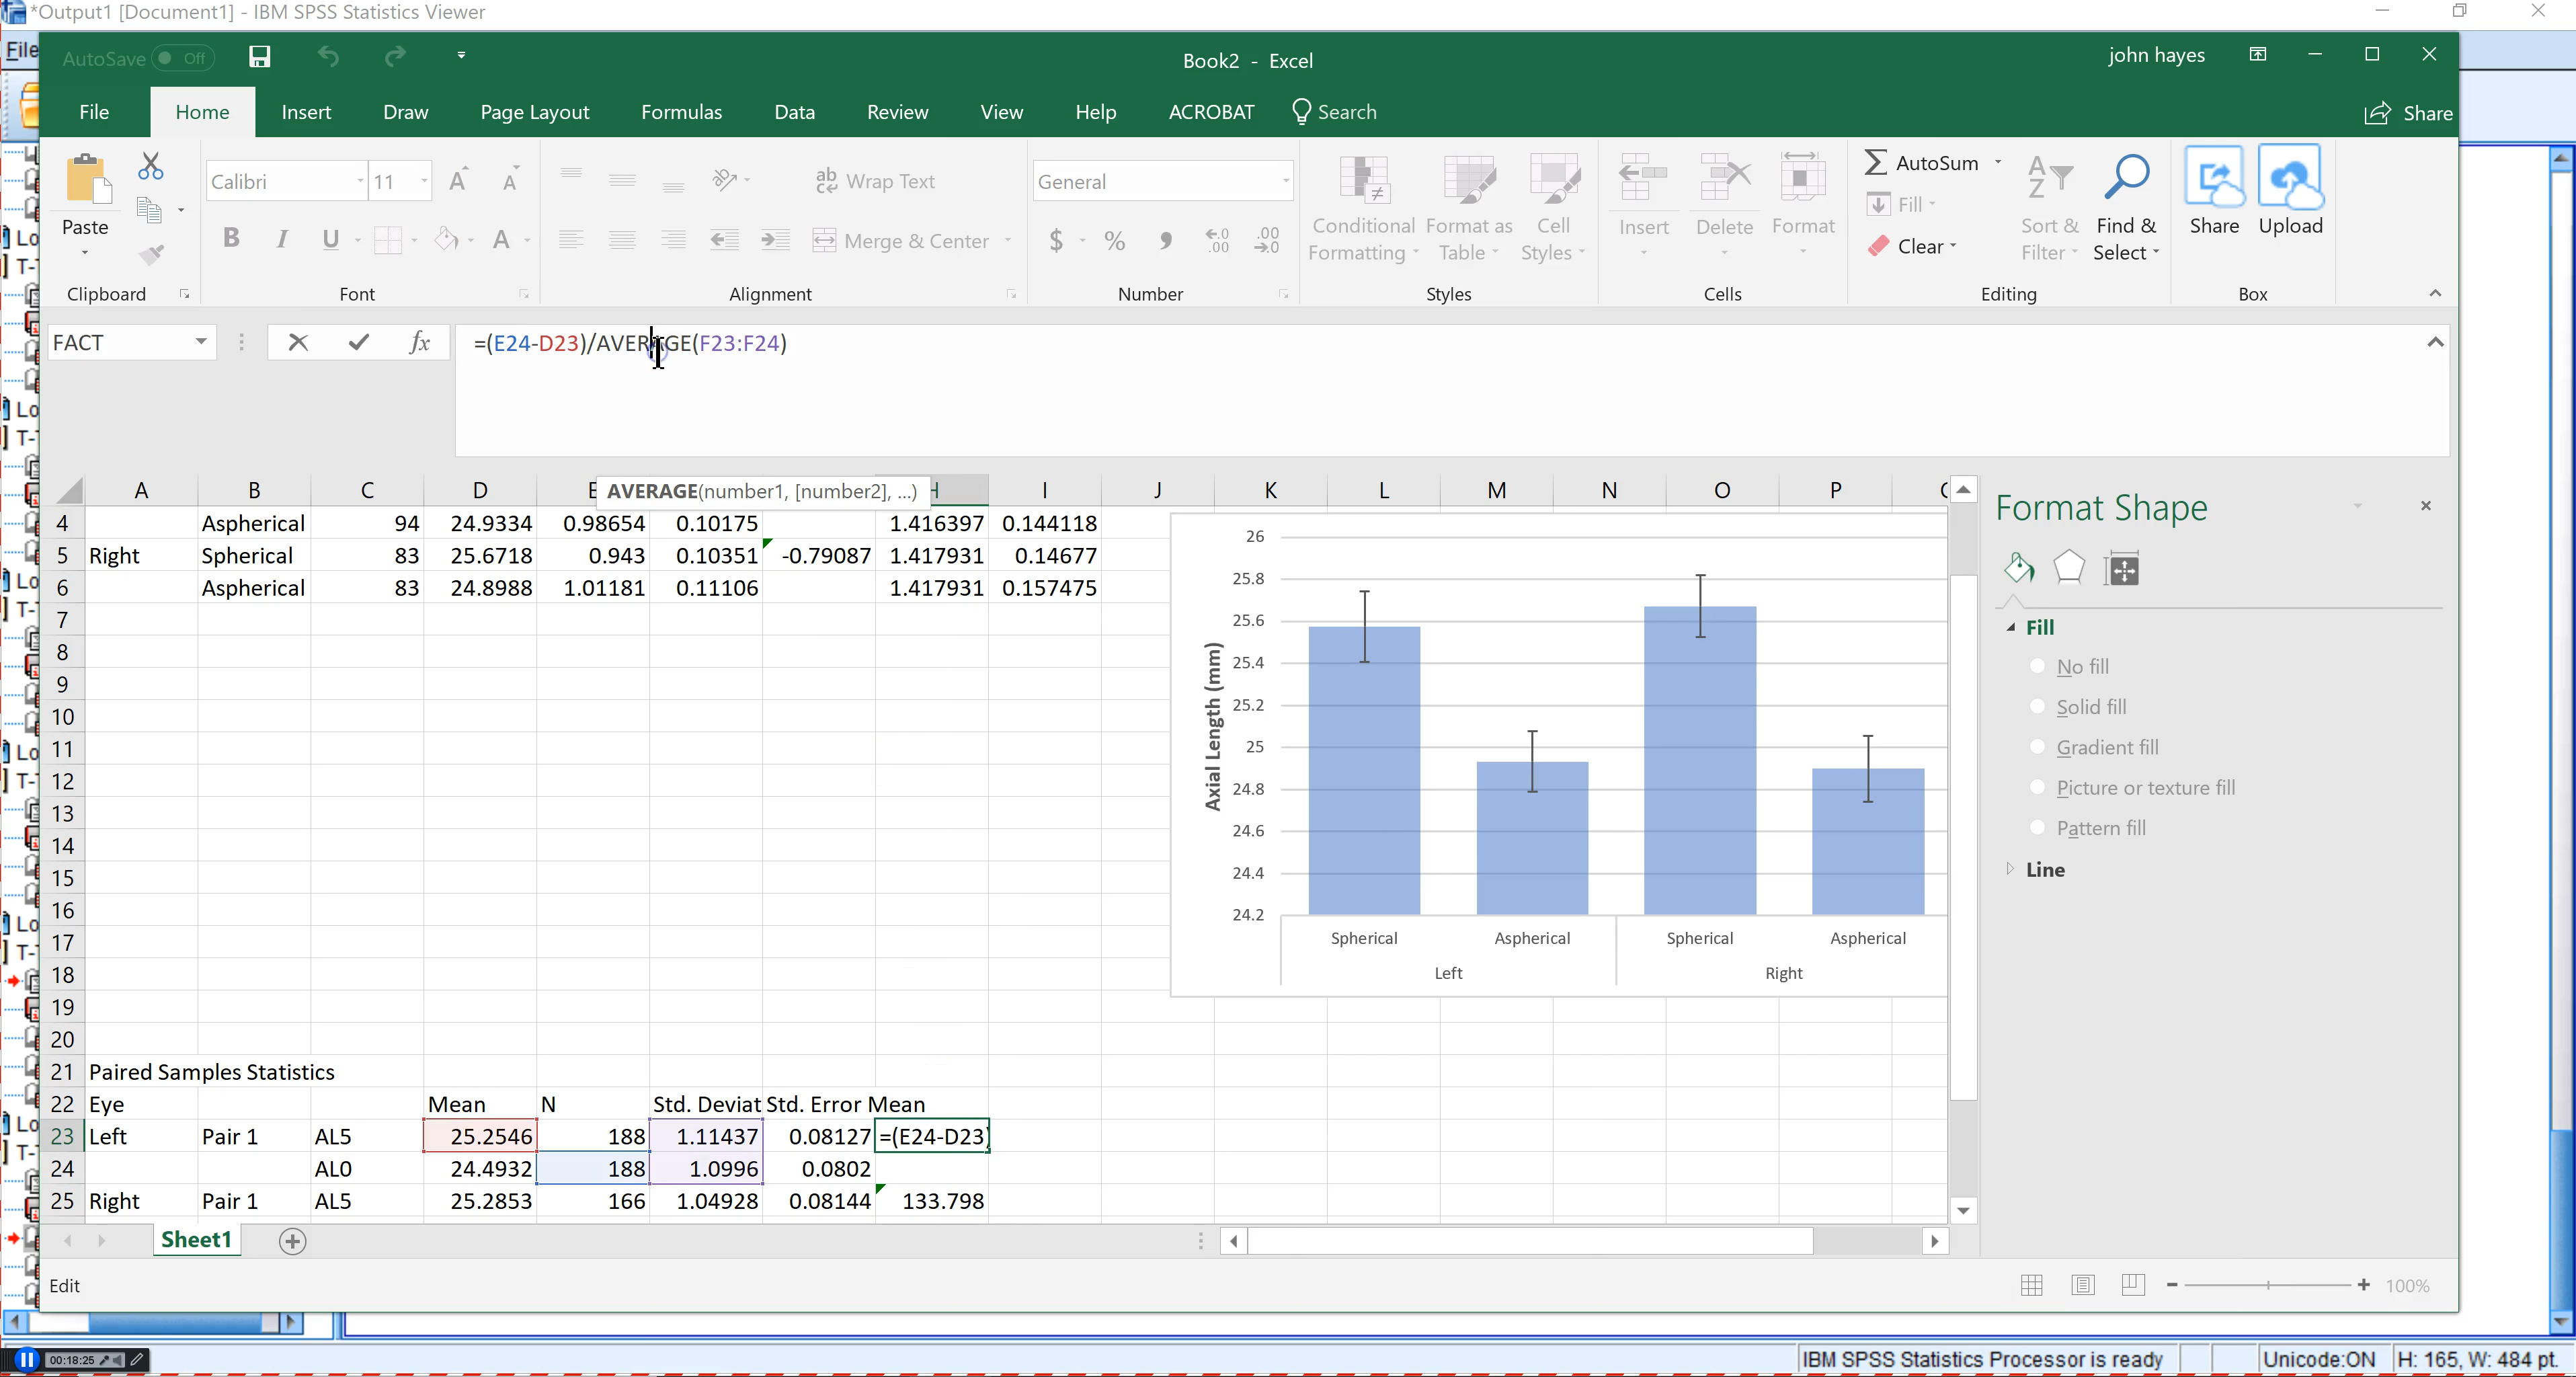 *Output1 [Document1] - IBM SPSS Statistics Viewer
File
AutoSave Off
Book2 - Excel
john hayes
File Home Insert Draw Page Layout Formulas Data Review View Help ACROBAT Search
Share
Paste
Calibri 11
Wrap Text
General
Conditional Formatting
Format as Table
Cell Styles
Insert
Delete
Format
AutoSum
Fill
Clear
Sort & Filter
Find & Select
Share
Upload
B I U A
Merge & Center
$ % ,
Clipboard Font Alignment Number Styles Cells Editing Box
FACT fx =(E24-D23)/AVERAGE(F23:F24)
AVERAGE(number1, [number2], ...)
A B C D E H I J K L M N O P
4 Aspherical 94 24.9334 0.98654 0.10175 1.416397 0.144118
5 Right Spherical 83 25.6718 0.943 0.10351 -0.79087 1.417931 0.14677
6 Aspherical 83 24.8988 1.01181 0.11106 1.417931 0.157475
7
8
9
10
11
12
13
14
15
16
17
18
19
20
21 Paired Samples Statistics
22 Eye Mean N Std. Deviat Std. Error Mean
23 Left Pair 1 AL5 25.2546 188 1.11437 0.08127 =(E24-D23)
24 AL0 24.4932 188 1.0996 0.0802
25 Right Pair 1 AL5 25.2853 166 1.04928 0.08144 133.798
26
25.8
25.6
25.4
25.2
25
24.8
24.6
24.4
24.2
Axial Length (mm)
Spherical Aspherical Spherical Aspherical
Left Right
Format Shape
Fill
No fill
Solid fill
Gradient fill
Picture or texture fill
Pattern fill
Line
Sheet1
Edit
100%
00:18:25
IBM SPSS Statistics Processor is ready
Unicode:ON
H: 165, W: 484 pt.